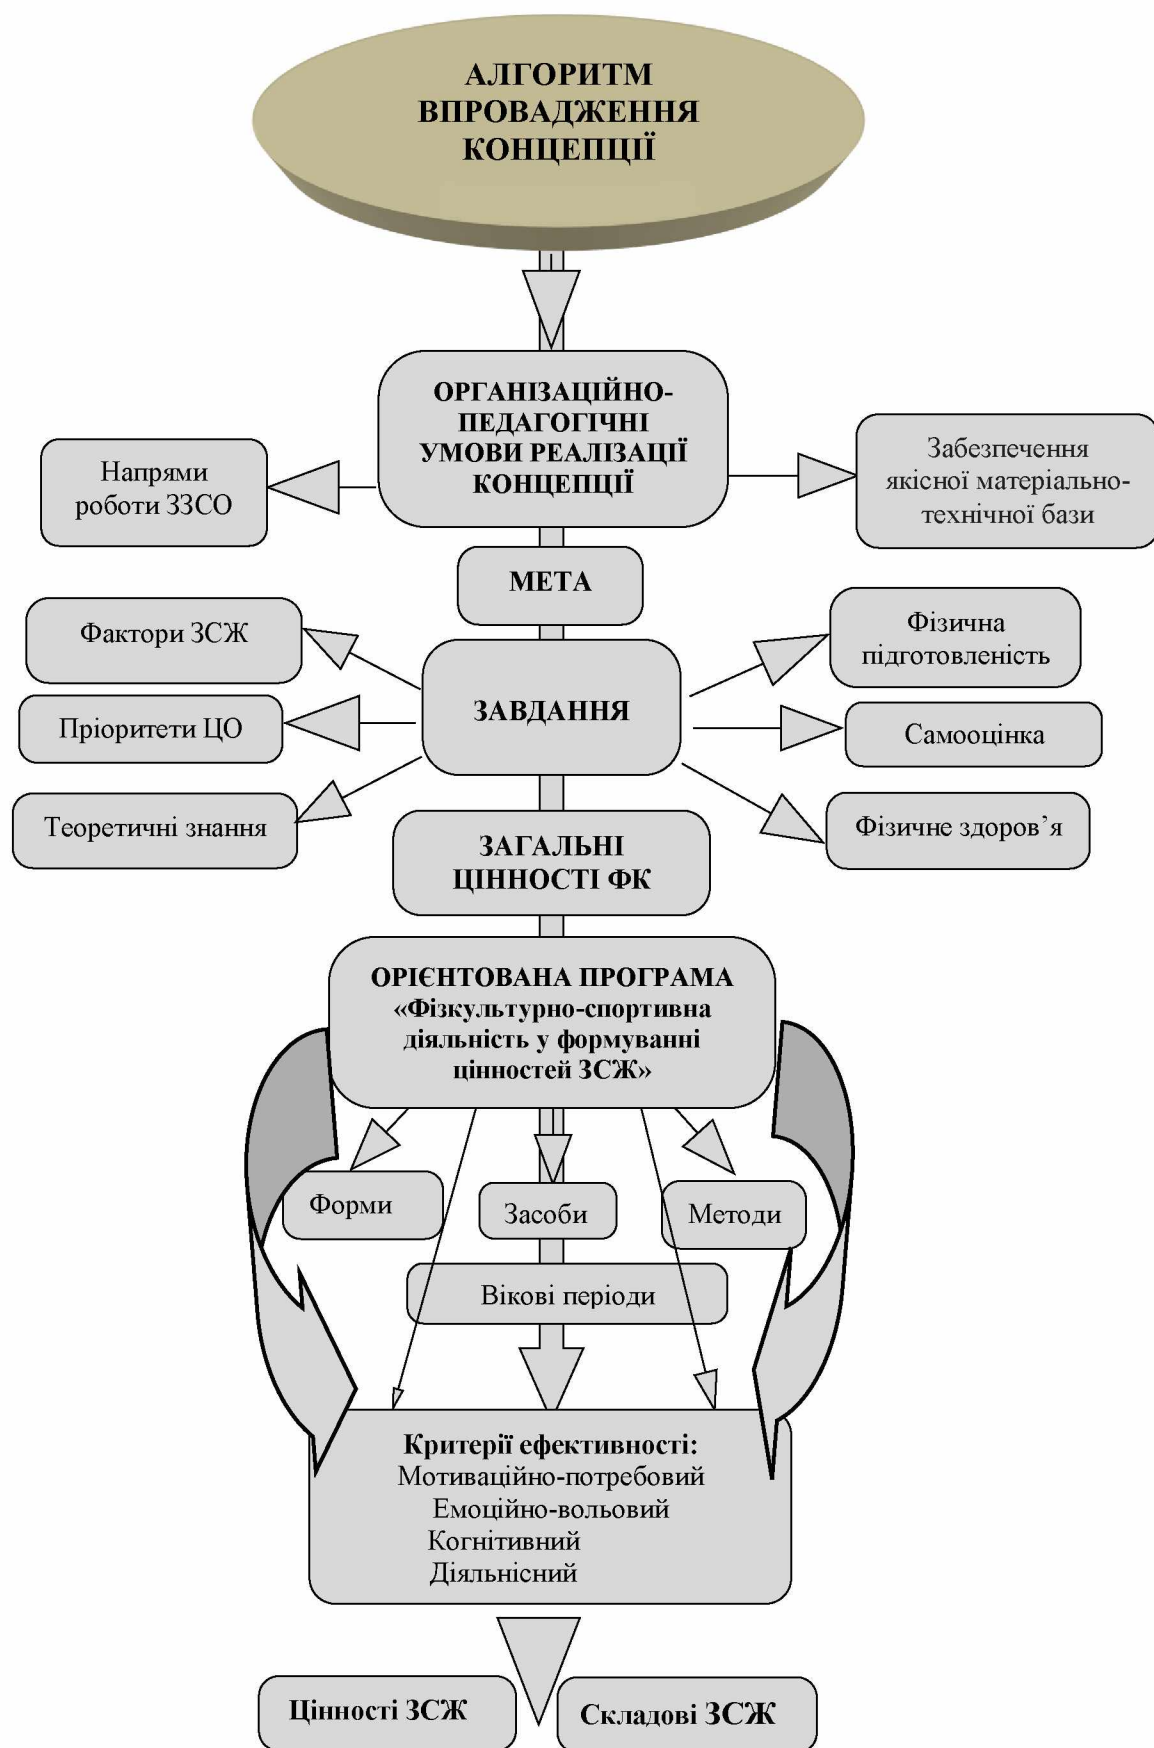 АЛГОРИТМ
ВПРОВАДЖЕННЯ
КОНЦЕПЦІЇ
ОРГАНІЗАЦІЙНО-
ПЕДАГОГІЧНІ
УМОВИ РЕАЛІЗАЦІЇ
КОНЦЕПЦІЇ
Напрями
роботи ЗЗСО
Забезпечення
якісної матеріально-
технічної бази
МЕТА
Фактори ЗСЖ
Пріоритети ЦО
Теоретичні знання
ЗАВДАННЯ
Фізична
підготовленість
Самооцінка
Фізичне здоров’я
ЗАГАЛЬНІ
ЦІННОСТІ ФК
ОРІЄНТОВАНА ПРОГРАМА
«Фізкультурно-спортивна
діяльність у формуванні
цінностей ЗСЖ»
Форми
Засоби
Методи
Вікові періоди
Критерії ефективності:
Мотиваційно-потребовий
Емоційно-вольовий
Когнітивний
Діяльнісний
Цінності ЗСЖ
Складові ЗСЖ